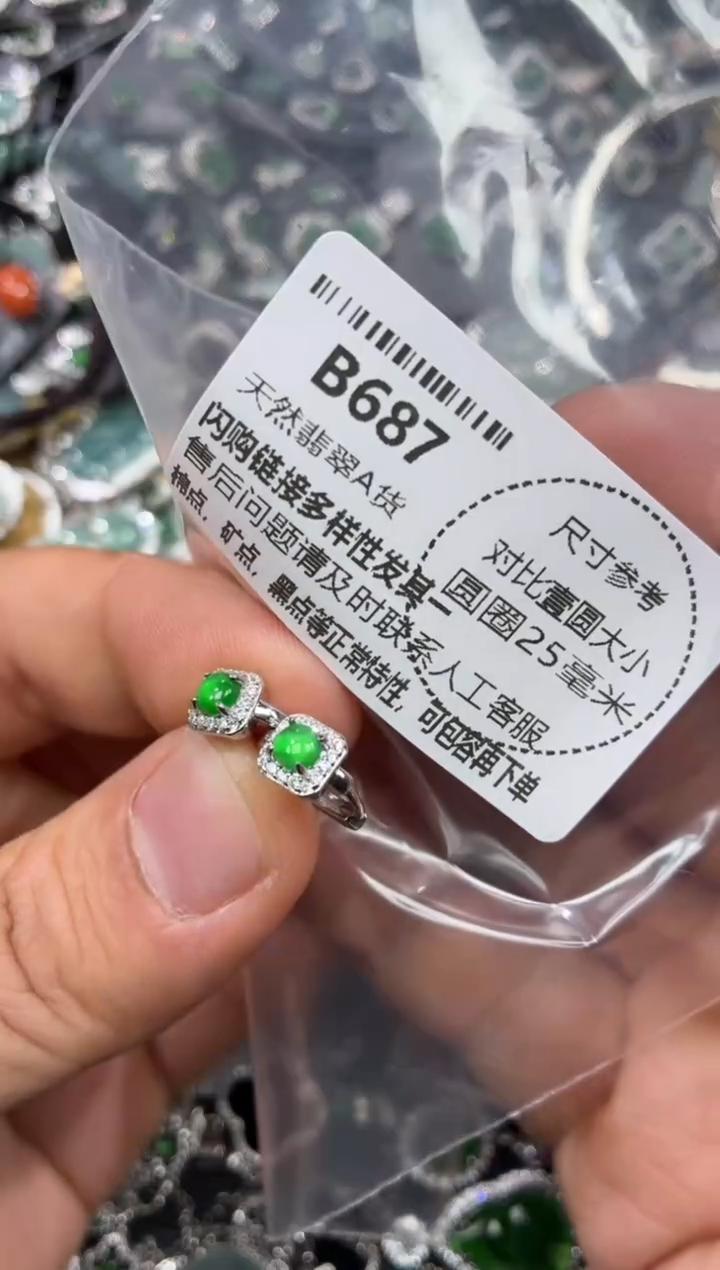 B687
天然翡翠A货
闪购链接多样性发其一
售后问题请及时联系人工客服
棉点，矿点，黑点等正常特性，可包容再下单
尺寸参考
对比壹圆大小
圆圈25毫米